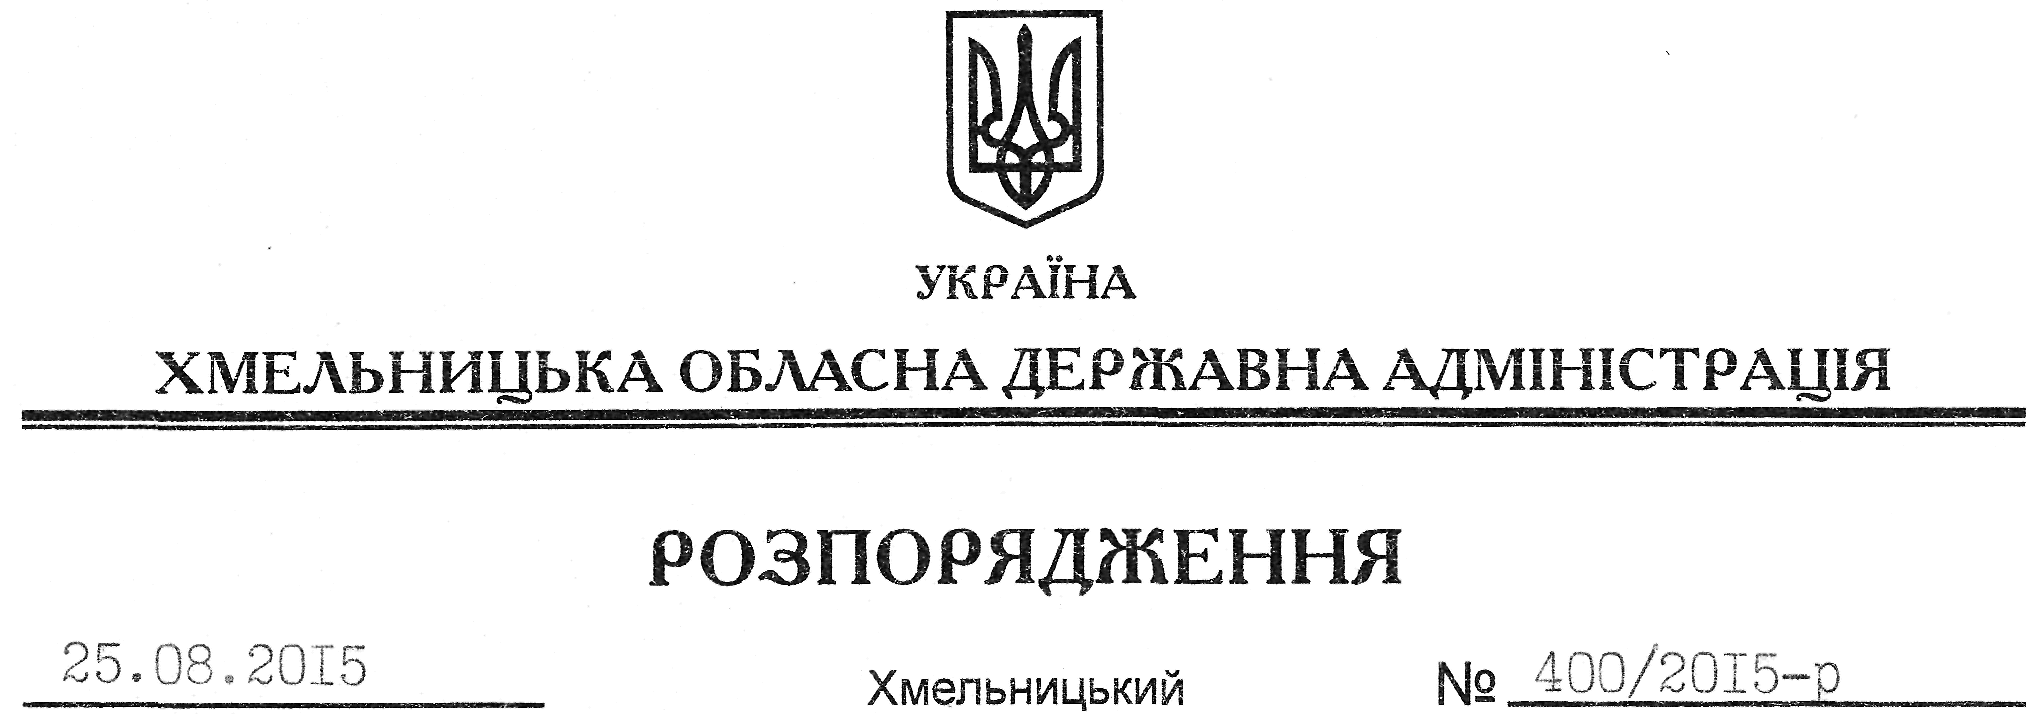 УКРАЇНА
ХМЕЛЬНИЦЬКА ОБЛАСНА ДЕРЖАВНА АДМІНІСТРАЦІЯ
РОЗПОРЯДЖЕННЯ
25.08.2015 Хмельницький № 400/2015-р